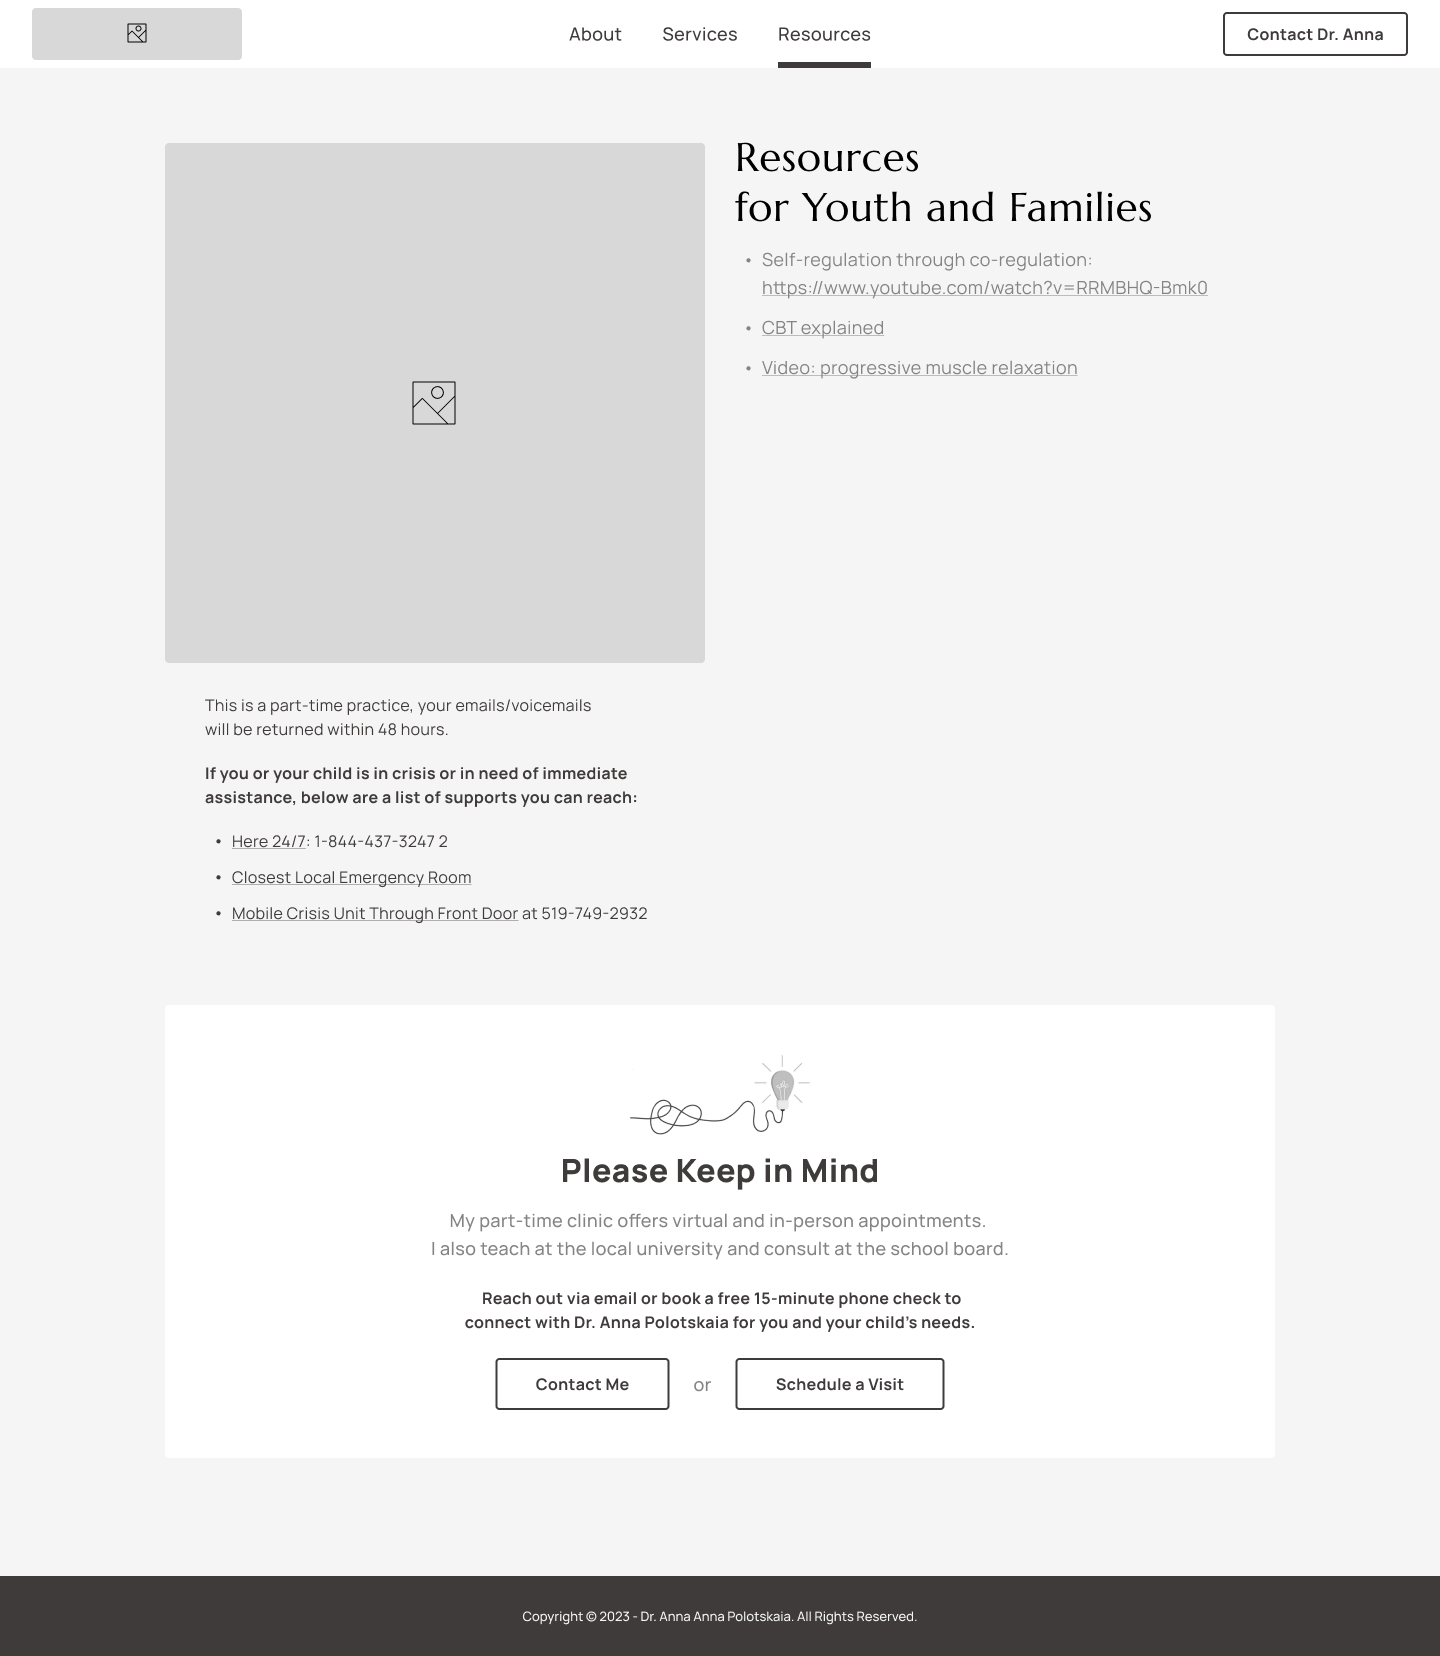 About
Services
Resources
Contact Dr. Anna
Resources
for Youth and Families
• Self-regulation through co-regulation:
https://www.youtube.com/watch?v=RRMBHQ-Bmk0
• CBT explained
• Video: progressive muscle relaxation
This is a part-time practice, your emails/voicemails
will be returned within 48 hours.
If you or your child is in crisis or in need of immediate
assistance, below are a list of supports you can reach:
• Here 24/7: 1-844-437-3247 2
• Closest Local Emergency Room
• Mobile Crisis Unit Through Front Door at 519-749-2932
Please Keep in Mind
My part-time clinic offers virtual and in-person appointments.
I also teach at the local university and consult at the school board.
Reach out via email or book a free 15-minute phone check to
connect with Dr. Anna Polotskaia for you and your child's needs.
Contact Me
or
Schedule a Visit
Copyright © 2023 - Dr. Anna Anna Polotskaia. All Rights Reserved.